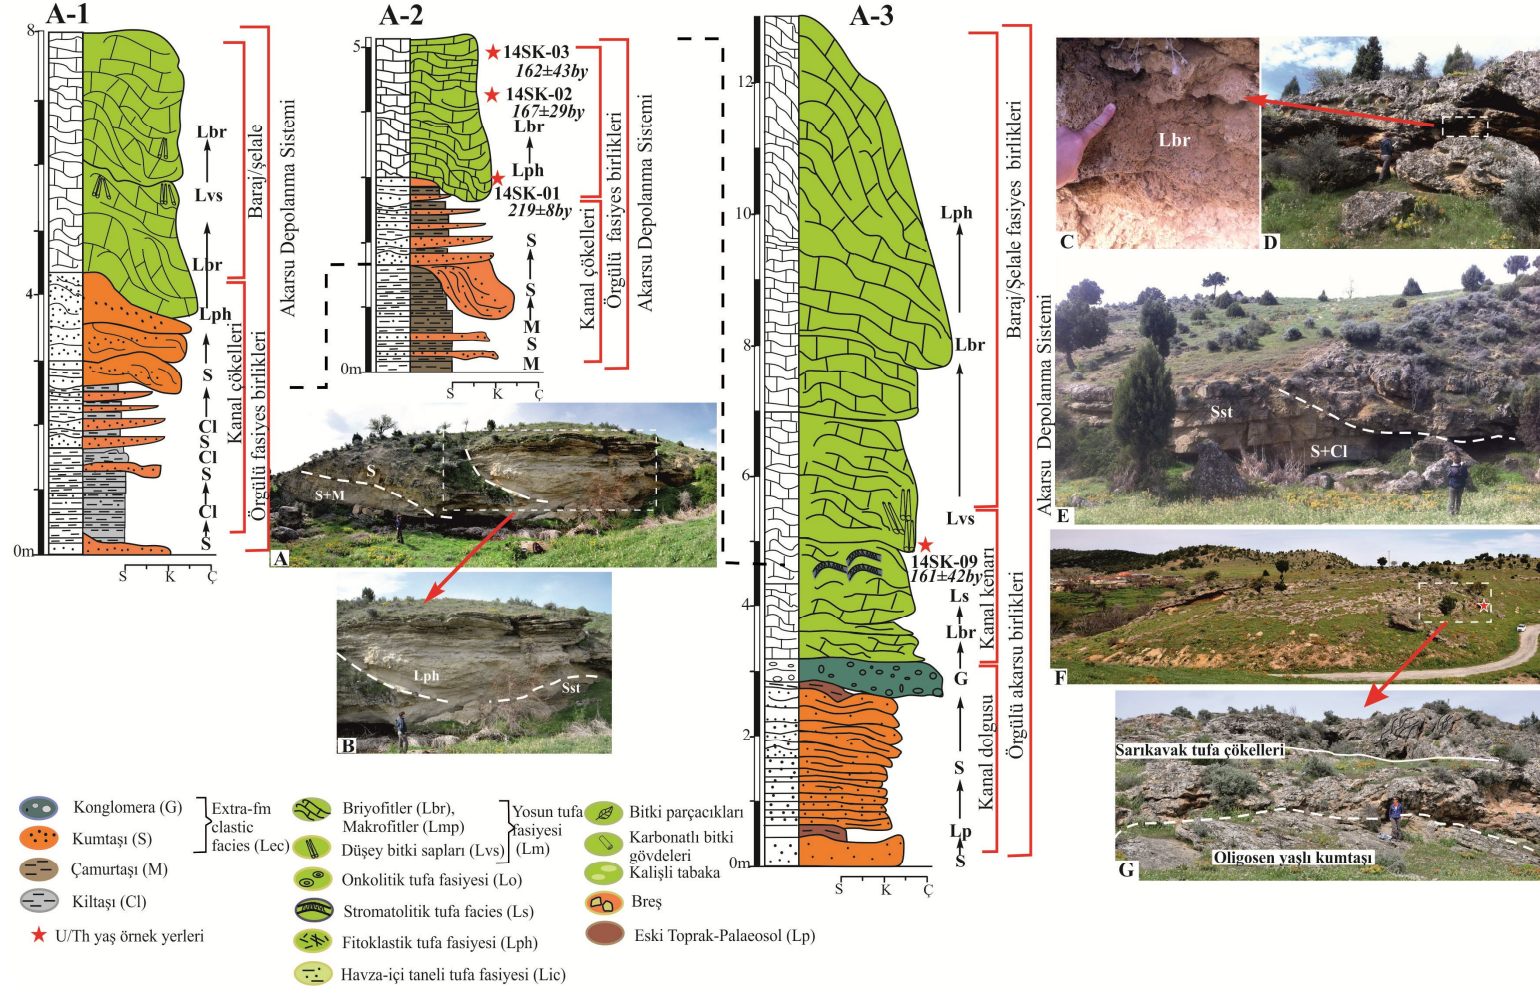 A-1
8
4
0m
S
K
Ç
Lbr
Lvs
Lbr
Lph
S
Cl
S
Cl
S
Cl
S
Baraj/şelale
Kanal çökelleri
Örgülü fasiyes birlikleri
Akarsu Depolanma Sistemi
A-2
5
0m
S
K
Ç
14SK-03
162±43by
14SK-02
167±29by
Lbr
Lph
14SK-01
219±8by
S
S
M
S
M
Kanal çökelleri
Örgülü fasiyes birlikleri
Akarsu Depolanma Sistemi
S
S+M
A
Lph
Sst
B
A-3
12
10
8
6
4
2
0m
S
K
Ç
Lph
Lbr
Lvs
14SK-09
161±42by
Ls
Lbr
G
S
Lp
S
Baraj/Şelale fasiyes birlikleri
Kanal kenarı
Kanal dolgusu
Örgülü akarsu birlikleri
Akarsu Depolanma Sistemi
Lbr
C
D
Sst
S+Cl
E
F
Sarıkavak tufa çökelleri
Oligosen yaşlı kumtaşı
G
Konglomera (G)
Kumtaşı (S)
Extra-fm
clastic
facies (Lec)
Çamurtaşı (M)
Kiltaşı (Cl)
U/Th yaş örnek yerleri
Briyofitler (Lbr),
Makrofitler (Lmp)
Düşey bitki sapları (Lvs)
Yosun tufa
fasiyesi
(Lm)
Onkolitik tufa fasiyesi (Lo)
Stromatolitik tufa facies (Ls)
Fitoklastik tufa fasiyesi (Lph)
Havza-içi taneli tufa fasiyesi (Lic)
Bitki parçacıkları
Karbonatlı bitki
gövdeleri
Kalişli tabaka
Breş
Eski Toprak-Palaeosol (Lp)